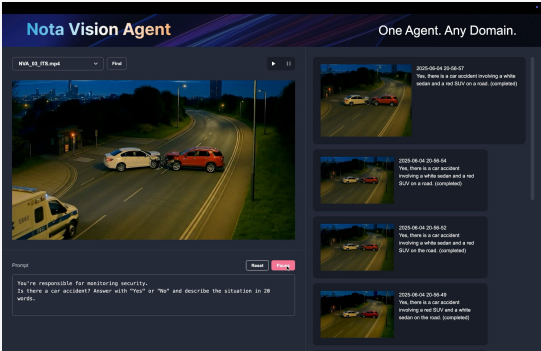 Nota Vision Agent
One Agent. Any Domain.
NVA_03_ITS.mp4
Find
Prompt
Reset
You're responsible for monitoring security.
Is there a car accident? Answer with "Yes" or "No" and describe the situation in 20
words.
2025-06-04 20-56-57
Yes, there is a car accident involving a white
sedan and a red SUV on a road. (completed)
2025-06-04 20-56-54
Yes, there is a car accident
involving a white sedan and a red
SUV on a road. (completed)
2025-06-04 20-56-52
Yes, there is a car accident
involving a white sedan and a red
SUV on the road. (completed)
2025-06-04 20-56-49
Yes, there is a car accident
involving a red SUV and a white
sedan on the road. (completed)